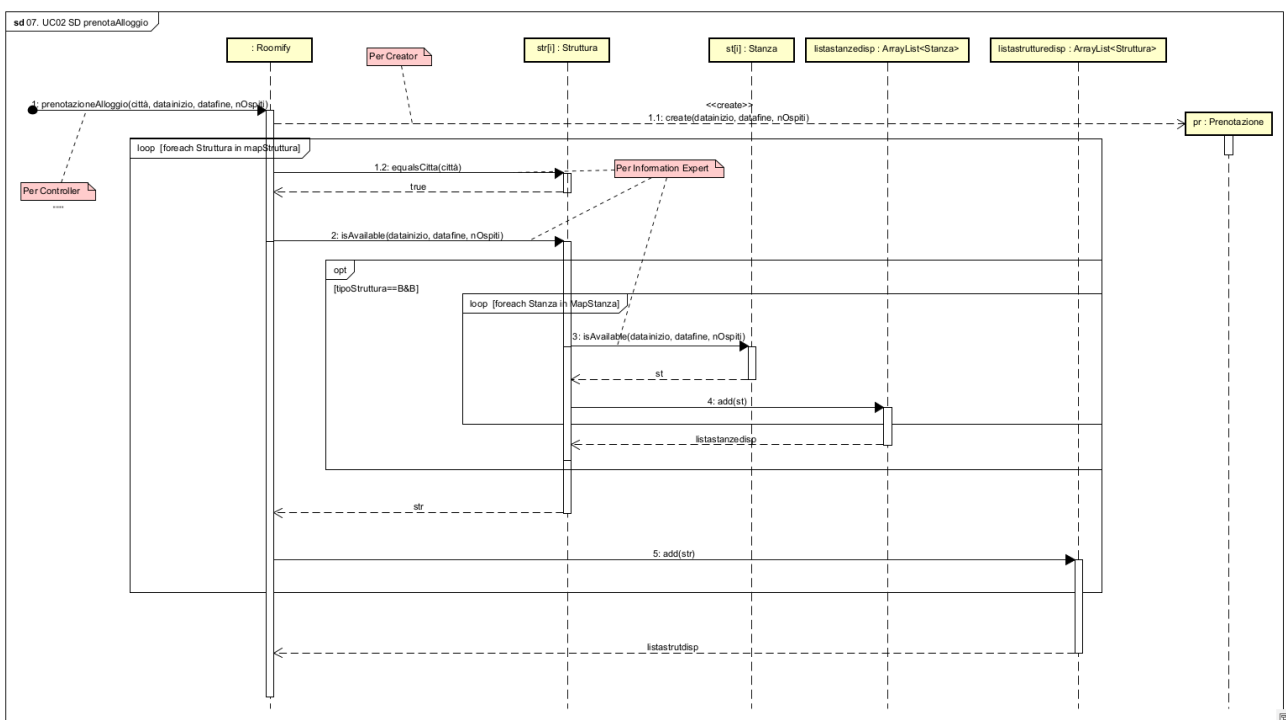 sd 07. UC02 SD prenotaAlloggio
: Roomify
Per Creator
str[i] : Struttura
st[i] : Stanza
listastanzedisp : ArrayList<Stanza>
listastrutturedisp : ArrayList<Struttura>
1: prenotazioneAlloggio(città, datainizio, datafine, nOspiti)
<<create>>
1.1: create(datainizio, datafine, nOspiti)
pr : Prenotazione
loop [foreach Struttura in mapStruttura]
1.2: equalsCitta(città)
Per Information Expert
true
Per Controller
2: isAvailable(datainizio, datafine, nOspiti)
opt
[tipoStruttura==B&B]
loop [foreach Stanza in MapStanza]
3: isAvailable(datainizio, datafine, nOspiti)
st
4: add(st)
listastanzedisp
str
5: add(str)
listastrutdisp